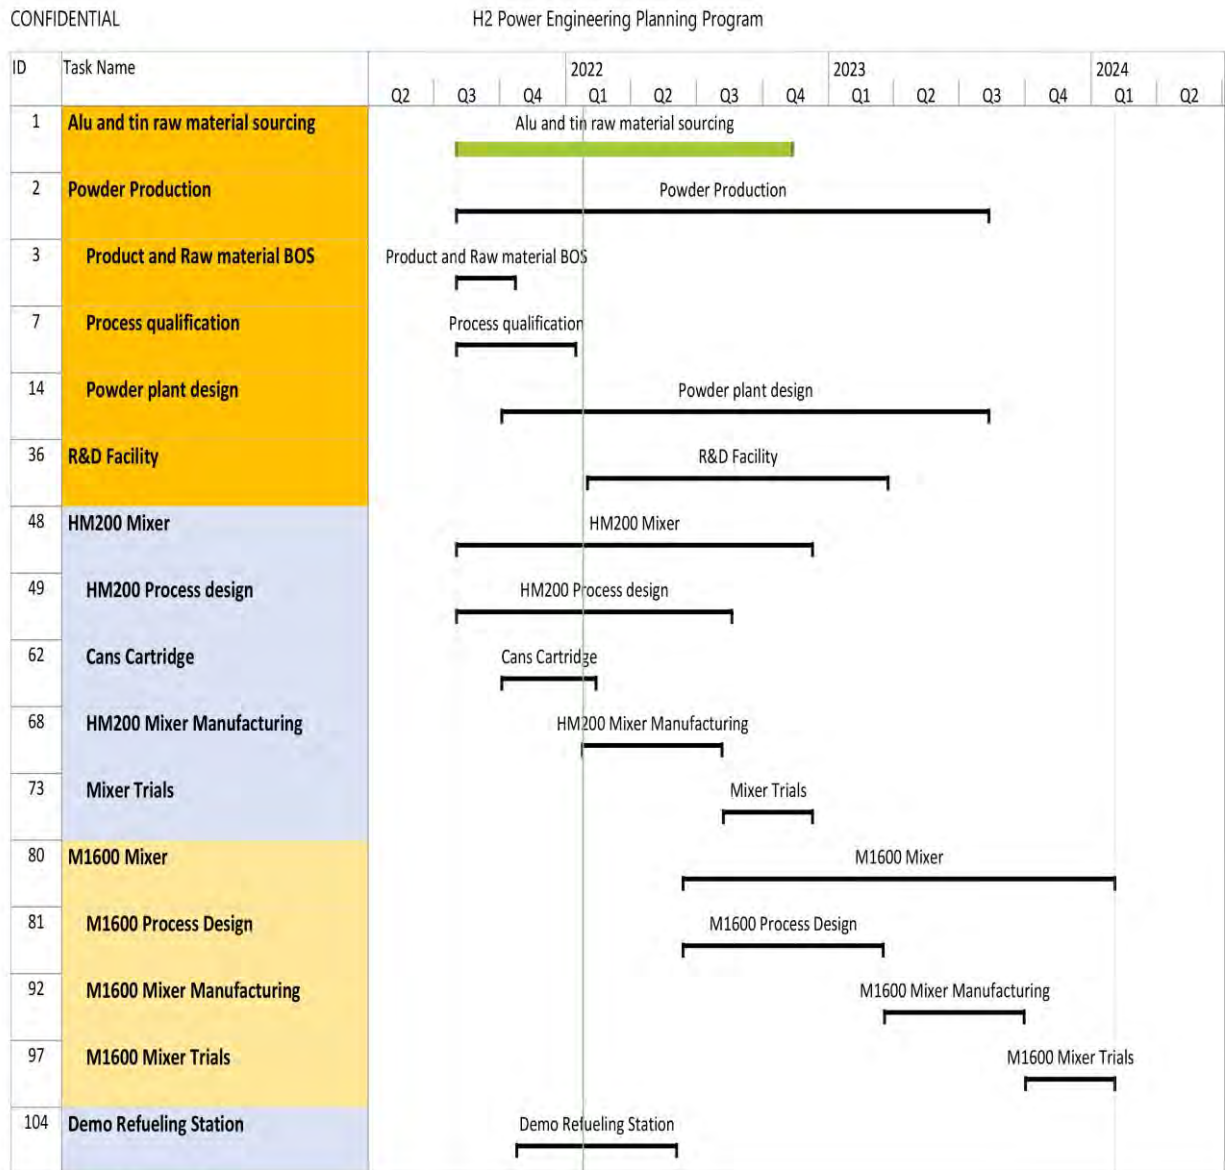 CONFIDENTIAL H2 Power Engineering Planning Program
ID Task Name 2022 2023 2024
Q2 Q3 Q4 Q1 Q2 Q3 Q4 Q1 Q2 Q3 Q4 Q1 Q2
1 Alu and tin raw material sourcing Alu and tin raw material sourcing
2 Powder Production Powder Production
3 Product and Raw material BOS Product and Raw material BOS
7 Process qualification Process qualification
14 Powder plant design Powder plant design
36 R&D Facility R&D Facility
48 HM200 Mixer HM200 Mixer
49 HM200 Process design HM200 Process design
62 Cans Cartridge Cans Cartridge
68 HM200 Mixer Manufacturing HM200 Mixer Manufacturing
73 Mixer Trials Mixer Trials
80 M1600 Mixer M1600 Mixer
81 M1600 Process Design M1600 Process Design
92 M1600 Mixer Manufacturing M1600 Mixer Manufacturing
97 M1600 Mixer Trials M1600 Mixer Trials
104 Demo Refueling Station Demo Refueling Station